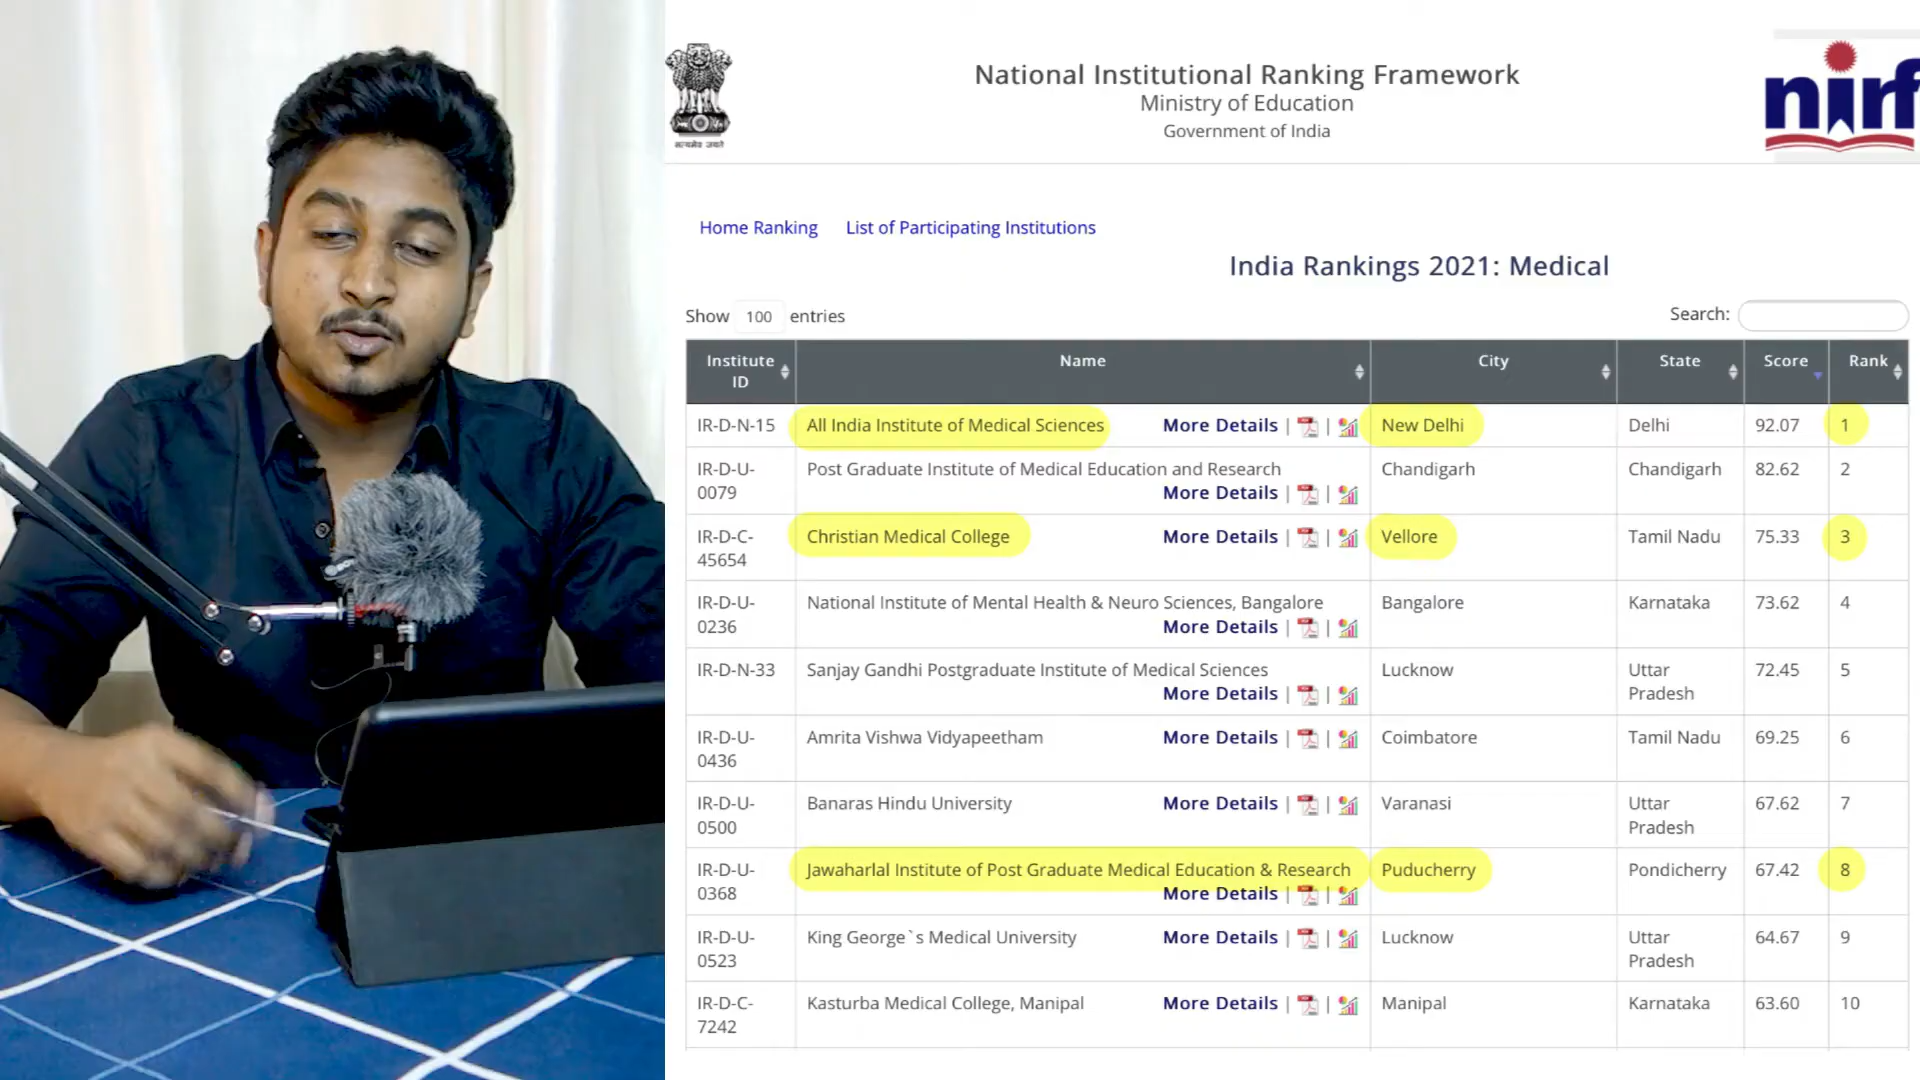 National Institutional Ranking Framework
Ministry of Education
Government of India
सत्यमेव जयते
nirf
Home Ranking List of Participating Institutions
India Rankings 2021: Medical
Show 100 entries Search:
Institute ID Name City State Score Rank
IR-D-N-15 All India Institute of Medical Sciences More Details | | New Delhi Delhi 92.07 1
IR-D-U-0079 Post Graduate Institute of Medical Education and Research More Details | | Chandigarh Chandigarh 82.62 2
IR-D-C-45654 Christian Medical College More Details | | Vellore Tamil Nadu 75.33 3
IR-D-U-0236 National Institute of Mental Health & Neuro Sciences, Bangalore More Details | | Bangalore Karnataka 73.62 4
IR-D-N-33 Sanjay Gandhi Postgraduate Institute of Medical Sciences More Details | | Lucknow Uttar Pradesh 72.45 5
IR-D-U-0436 Amrita Vishwa Vidyapeetham More Details | | Coimbatore Tamil Nadu 69.25 6
IR-D-U-0500 Banaras Hindu University More Details | | Varanasi Uttar Pradesh 67.62 7
IR-D-U-0368 Jawaharlal Institute of Post Graduate Medical Education & Research More Details | | Puducherry Pondicherry 67.42 8
IR-D-U-0523 King George`s Medical University More Details | | Lucknow Uttar Pradesh 64.67 9
IR-D-C-7242 Kasturba Medical College, Manipal More Details | | Manipal Karnataka 63.60 10